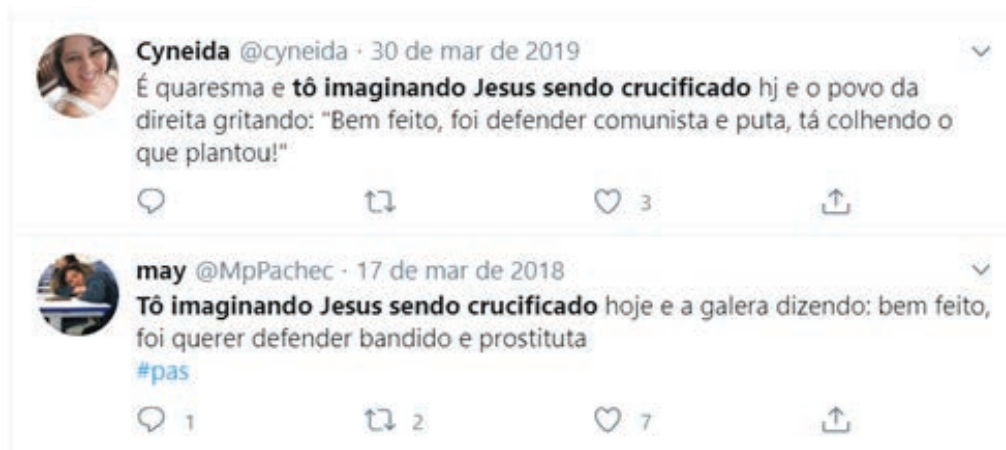 Cyneida @cyneida · 30 de mar de 2019
É quaresma e tô imaginando Jesus sendo crucificado hj e o povo da
direita gritando: "Bem feito, foi defender comunista e puta, tá colhendo o
que plantou!"
3
may @MpPachec · 17 de mar de 2018
Tô imaginando Jesus sendo crucificado hoje e a galera dizendo: bem feito,
foi querer defender bandido e prostituta
#pas
1 2 7